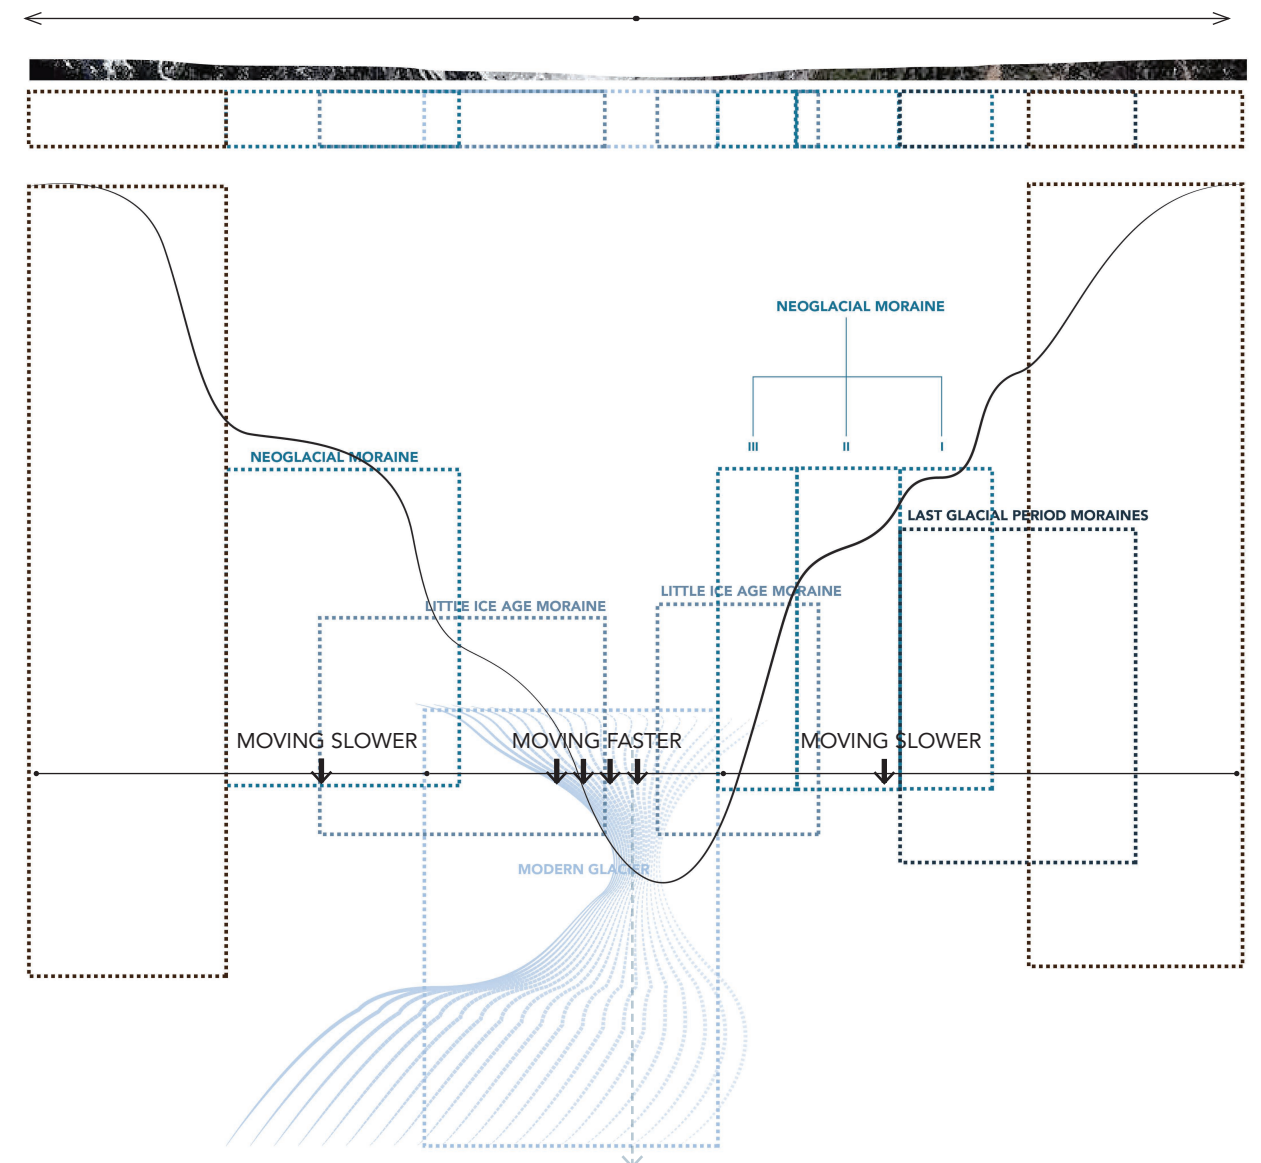 NEOGLACIAL MORAINE
III
II
I
NEOGLACIAL MORAINE
LAST GLACIAL PERIOD MORAINES
LITTLE ICE AGE MORAINE
LITTLE ICE AGE MORAINE
MOVING SLOWER
MOVING FASTER
MOVING SLOWER
MODERN GLACIER